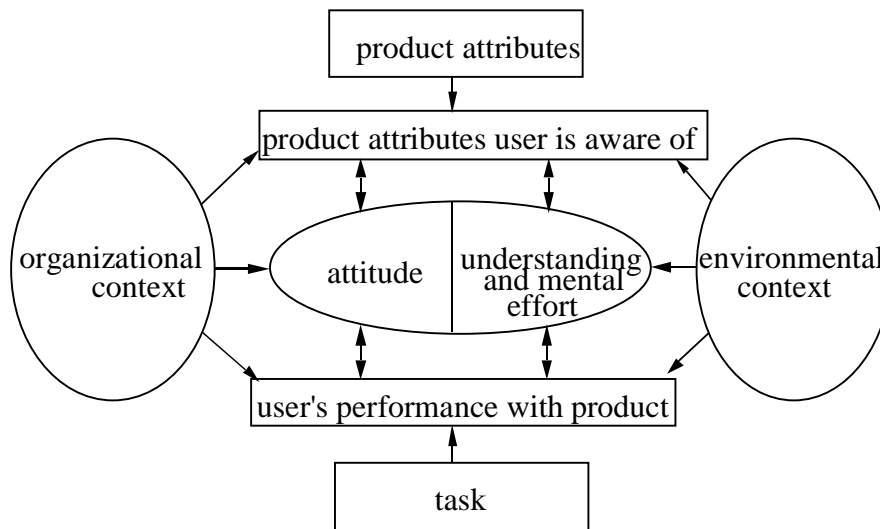 product attributes
product attributes user is aware of
organizational
context
attitude
understanding
and mental
effort
environmental
context
user's performance with product
task